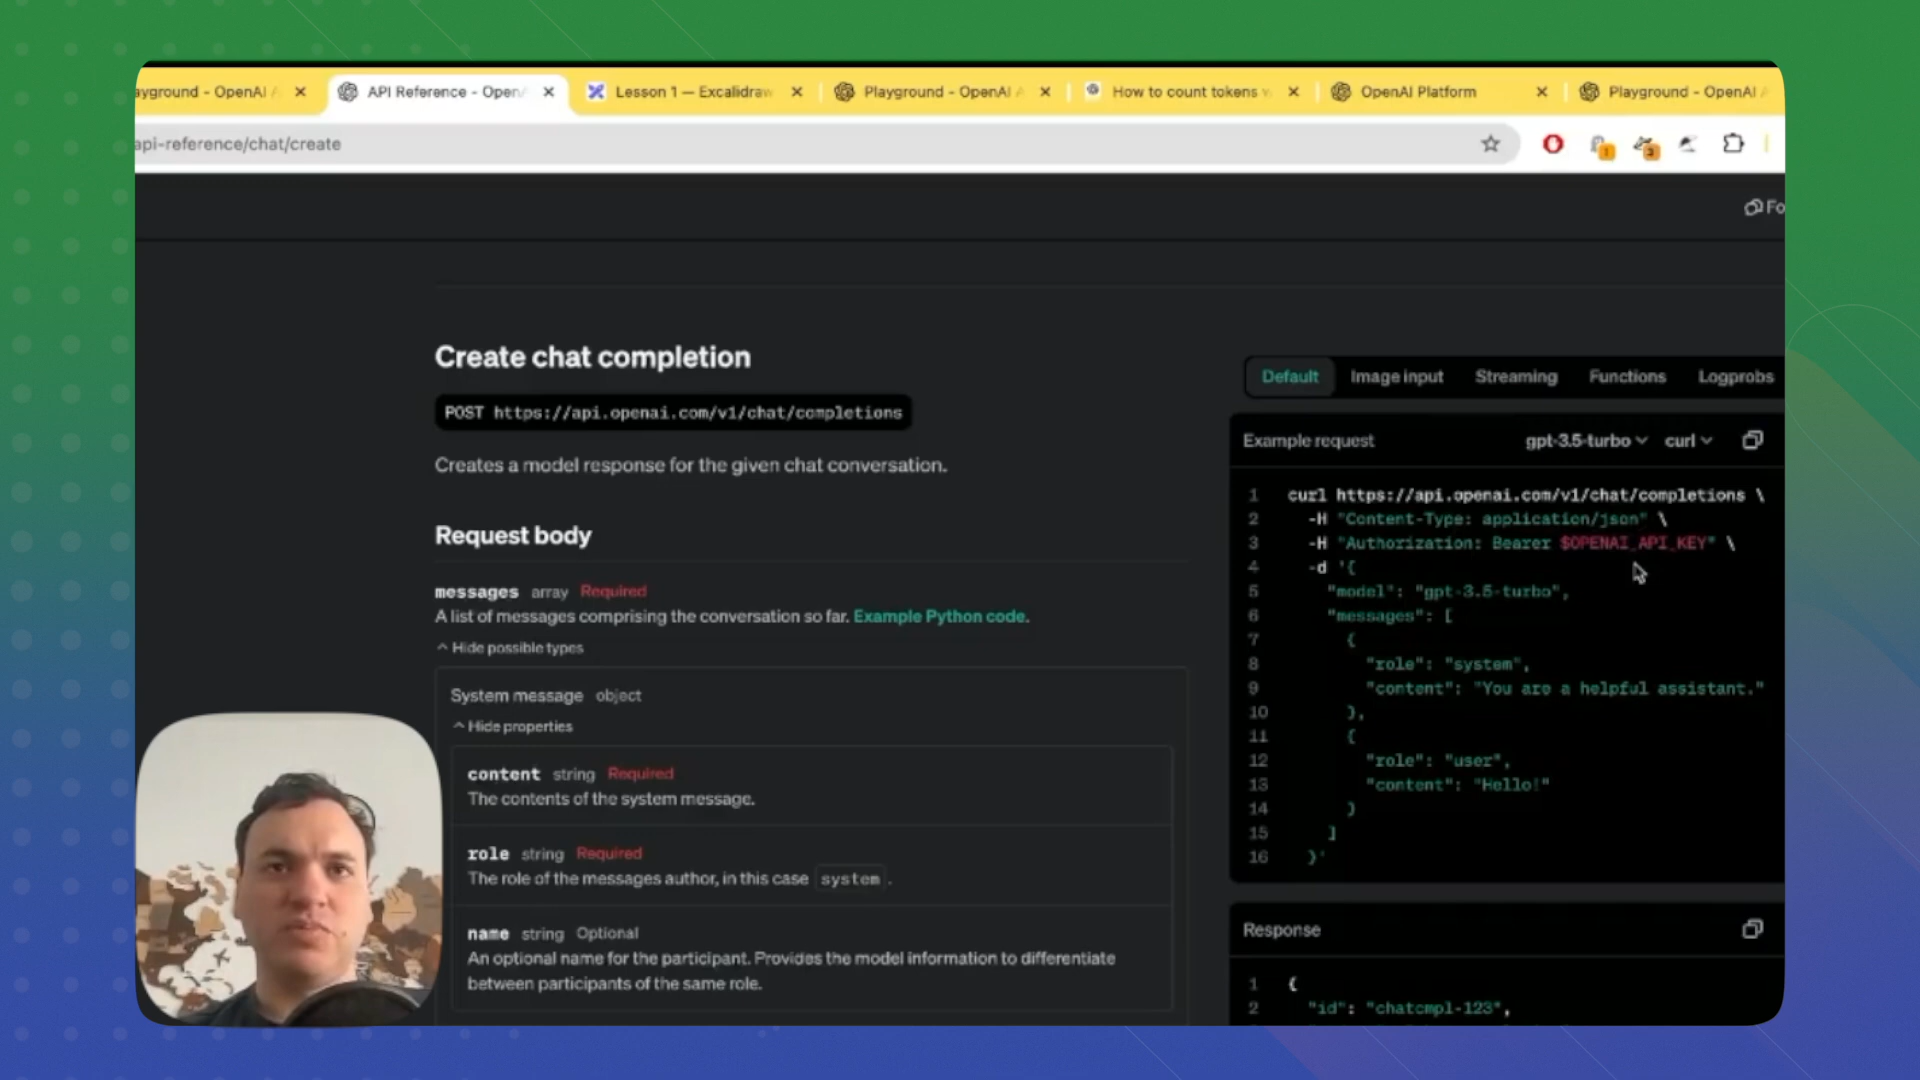 ayground - OpenAI A
API Reference - OpenA
Lesson 1 — Excalidraw
Playground - OpenAI A
How to count tokens w
OpenAI Platform
Playground - OpenAI A
api-reference/chat/create
1
3
Fo
Create chat completion
POST https://api.openai.com/v1/chat/completions
Creates a model response for the given chat conversation.
Request body
messages array Required
A list of messages comprising the conversation so far. Example Python code.
Hide possible types
System message object
Hide properties
content string Required
The contents of the system message.
role string Required
The role of the messages author, in this case system.
name string Optional
An optional name for the participant. Provides the model information to differentiate
between participants of the same role.
Default Image input Streaming Functions Logprobs
Example request gpt-3.5-turbo curl
1 curl https://api.openai.com/v1/chat/completions \
2 -H "Content-Type: application/json" \
3 -H "Authorization: Bearer $OPENAI_API_KEY" \
4 -d '{
5 "model": "gpt-3.5-turbo",
6 "messages": [
7 {
8 "role": "system",
9 "content": "You are a helpful assistant."
10 },
11 {
12 "role": "user",
13 "content": "Hello!"
14 }
15 ]
16 }'
Response
1 {
2 "id": "chatcmpl-123",